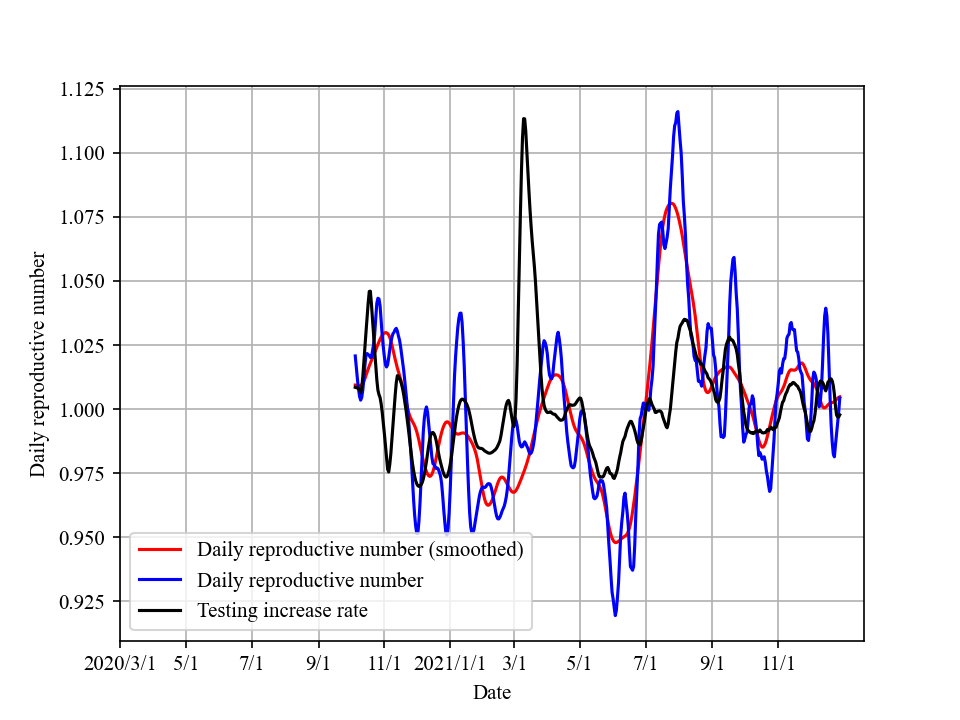 1.125
1.100
1.075
1.050
1.025
1.000
0.975
0.950
0.925
Daily reproductive number
Daily reproductive number (smoothed)
Daily reproductive number
Testing increase rate
2020/3/1 5/1 7/1 9/1 11/1 2021/1/1 3/1 5/1 7/1 9/1 11/1
Date